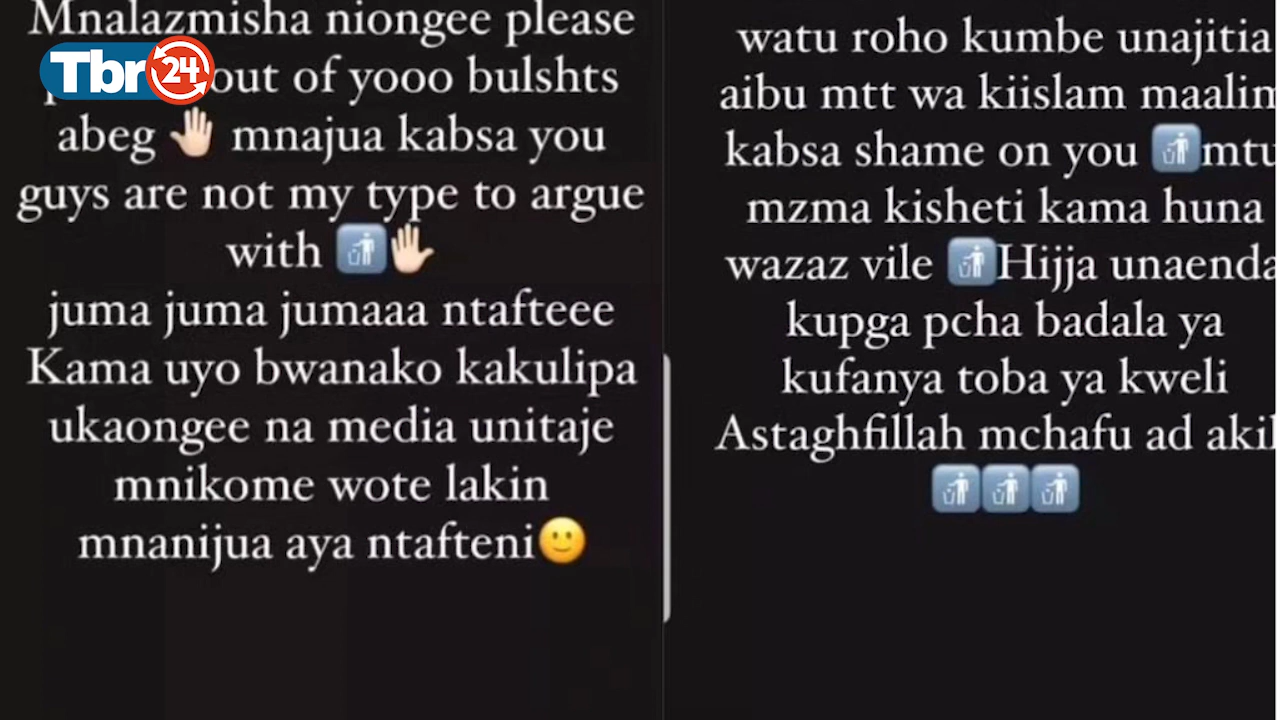 Tbr 24
Mnalazmisha niongee please
out of yooo bulshts
abeg ✋🏻 mnajua kabsa you
guys are not my type to argue
with 🚮✋🏻
juma juma jumaaa ntafteee
Kama uyo bwanako kakulipa
ukaongee na media unitaje
mnikome wote lakin
mnanijua aya ntafteni🙂
watu roho kumbe unajitia
aibu mtt wa kiislam maalim
kabsa shame on you 🚮mtu
mzma kisheti kama huna
wazaz vile 🚮Hijja unaenda
kupga pcha badala ya
kufanya toba ya kweli
Astaghfillah mchafu ad akil
🚮🚮🚮